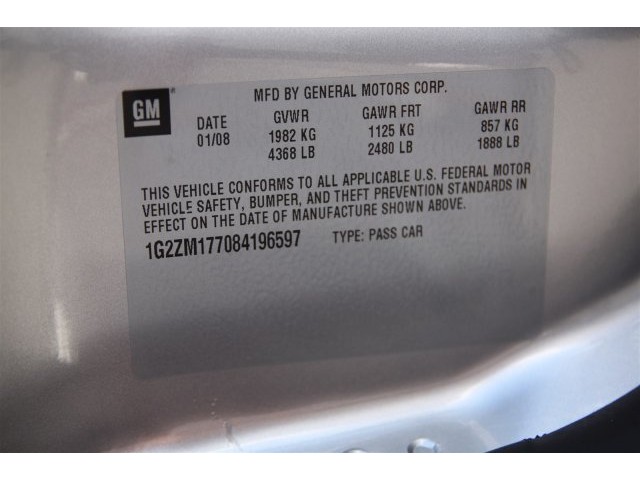 GM
MFD BY GENERAL MOTORS CORP.
DATE GVWR GAWR FRT GAWR RR
01/08 1982 KG 1125 KG 857 KG
4368 LB 2480 LB 1888 LB
THIS VEHICLE CONFORMS TO ALL APPLICABLE U.S. FEDERAL MOTOR
VEHICLE SAFETY, BUMPER, AND THEFT PREVENTION STANDARDS IN
EFFECT ON THE DATE OF MANUFACTURE SHOWN ABOVE.
1G2ZM177084196597 TYPE: PASS CAR